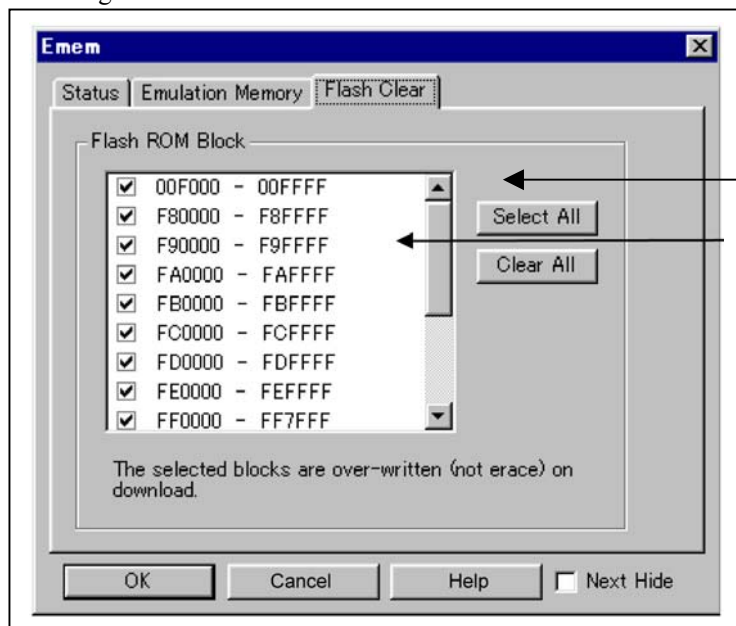 Emem
Status
Emulation Memory
Flash Clear
Flash ROM Block
00F000 - 00FFFF
F80000 - F8FFFF
F90000 - F9FFFF
FA0000 - FAFFFF
FB0000 - FBFFFF
FC0000 - FCFFFF
FD0000 - FDFFFF
FE0000 - FEFFFF
FF0000 - FF7FFF
Select All
Clear All
The selected blocks are over-written (not erace) on
download.
OK
Cancel
Help
Next Hide